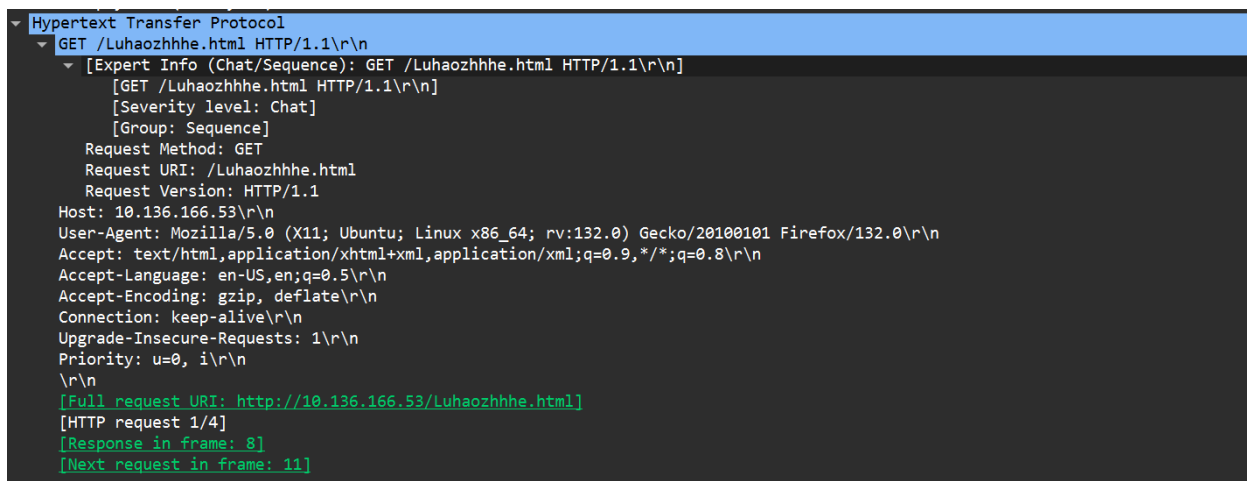 Hypertext Transfer Protocol
GET /Luhaozhhhe.html HTTP/1.1\r\n
[Expert Info (Chat/Sequence): GET /Luhaozhhhe.html HTTP/1.1\r\n]
[GET /Luhaozhhhe.html HTTP/1.1\r\n]
[Severity level: Chat]
[Group: Sequence]
Request Method: GET
Request URI: /Luhaozhhhe.html
Request Version: HTTP/1.1
Host: 10.136.166.53\r\n
User-Agent: Mozilla/5.0 (X11; Ubuntu; Linux x86_64; rv:132.0) Gecko/20100101 Firefox/132.0\r\n
Accept: text/html,application/xhtml+xml,application/xml;q=0.9,*/*;q=0.8\r\n
Accept-Language: en-US,en;q=0.5\r\n
Accept-Encoding: gzip, deflate\r\n
Connection: keep-alive\r\n
Upgrade-Insecure-Requests: 1\r\n
Priority: u=0, i\r\n
\r\n
[Full request URI: http://10.136.166.53/Luhaozhhhe.html]
[HTTP request 1/4]
[Response in frame: 8]
[Next request in frame: 11]